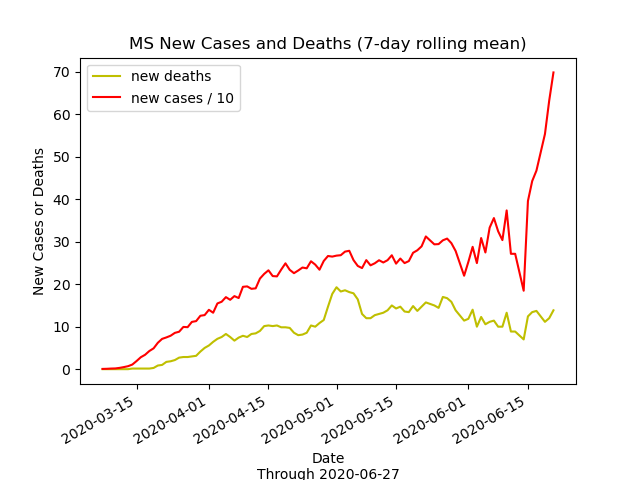 MS New Cases and Deaths (7-day rolling mean)
new deaths
new cases / 10
70
60
50
40
30
20
10
0
New Cases or Deaths
2020-03-15
2020-04-01
2020-04-15
2020-05-01
2020-05-15
2020-06-01
2020-06-15
Date
Through 2020-06-27